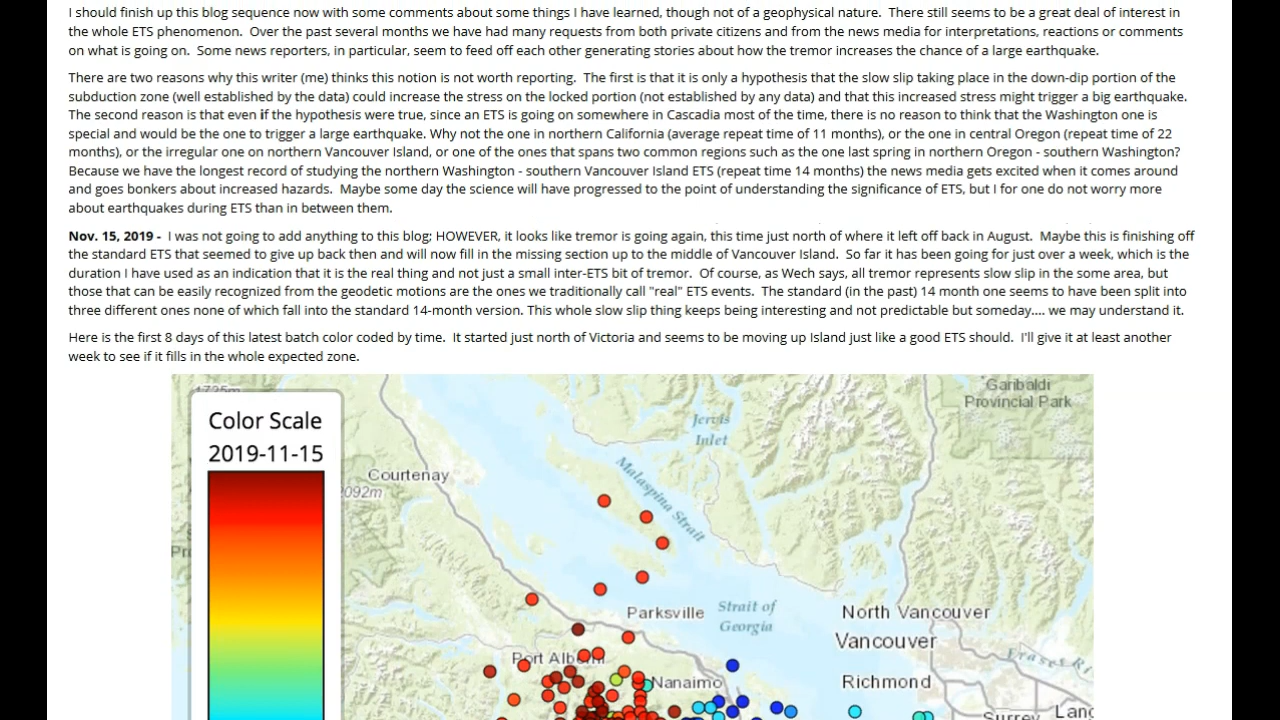 I should finish up this blog sequence now with some comments about some things I have learned, though not of a geophysical nature.  There still seems to be a great deal of interest in
the whole ETS phenomenon.  Over the past several months we have had many requests from both private citizens and from the news media for interpretations, reactions or comments
on what is going on.  Some news reporters, in particular, seem to feed off each other generating stories about how the tremor increases the chance of a large earthquake.
There are two reasons why this writer (me) thinks this notion is not worth reporting.  The first is that it is only a hypothesis that the slow slip taking place in the down-dip portion of the
subduction zone (well established by the data) could increase the stress on the locked portion (not established by any data) and that this increased stress might trigger a big earthquake.
The second reason is that even if the hypothesis were true, since an ETS is going on somewhere in Cascadia most of the time, there is no reason to think that the Washington one is
special and would be the one to trigger a large earthquake. Why not the one in northern California (average repeat time of 11 months), or the one in central Oregon (repeat time of 22
months), or the irregular one on northern Vancouver Island, or one of the ones that spans two common regions such as the one last spring in northern Oregon - southern Washington?
Because we have the longest record of studying the northern Washington - southern Vancouver Island ETS (repeat time 14 months) the news media gets excited when it comes around
and goes bonkers about increased hazards.  Maybe some day the science will have progressed to the point of understanding the significance of ETS, but I for one do not worry more
about earthquakes during ETS than in between them.
Nov. 15, 2019 -  I was not going to add anything to this blog; HOWEVER, it looks like tremor is going again, this time just north of where it left off back in August.  Maybe this is finishing off
the standard ETS that seemed to give up back then and will now fill in the missing section up to the middle of Vancouver Island.  So far it has been going for just over a week, which is the
duration I have used as an indication that it is the real thing and not just a small inter-ETS bit of tremor.  Of course, as Wech says, all tremor represents slow slip in the some area, but
those that can be easily recognized from the geodetic motions are the ones we traditionally call "real" ETS events.  The standard (in the past) 14 month one seems to have been split into
three different ones none of which fall into the standard 14-month version. This whole slow slip thing keeps being interesting and not predictable but someday.... we may understand it.
Here is the first 8 days of this latest batch color coded by time.  It started just north of Victoria and seems to be moving up Island just like a good ETS should.  I'll give it at least another
week to see if it fills in the whole expected zone.
Garibaldi
Provincial Park
Color Scale
2019-11-15
Jervis
Inlet
Courtenay
2092m
Malaspina Strait
Parksville
Strait of
Georgia
North Vancouver
Vancouver
Port Alberni
Nanaimo
Richmond
Surrey